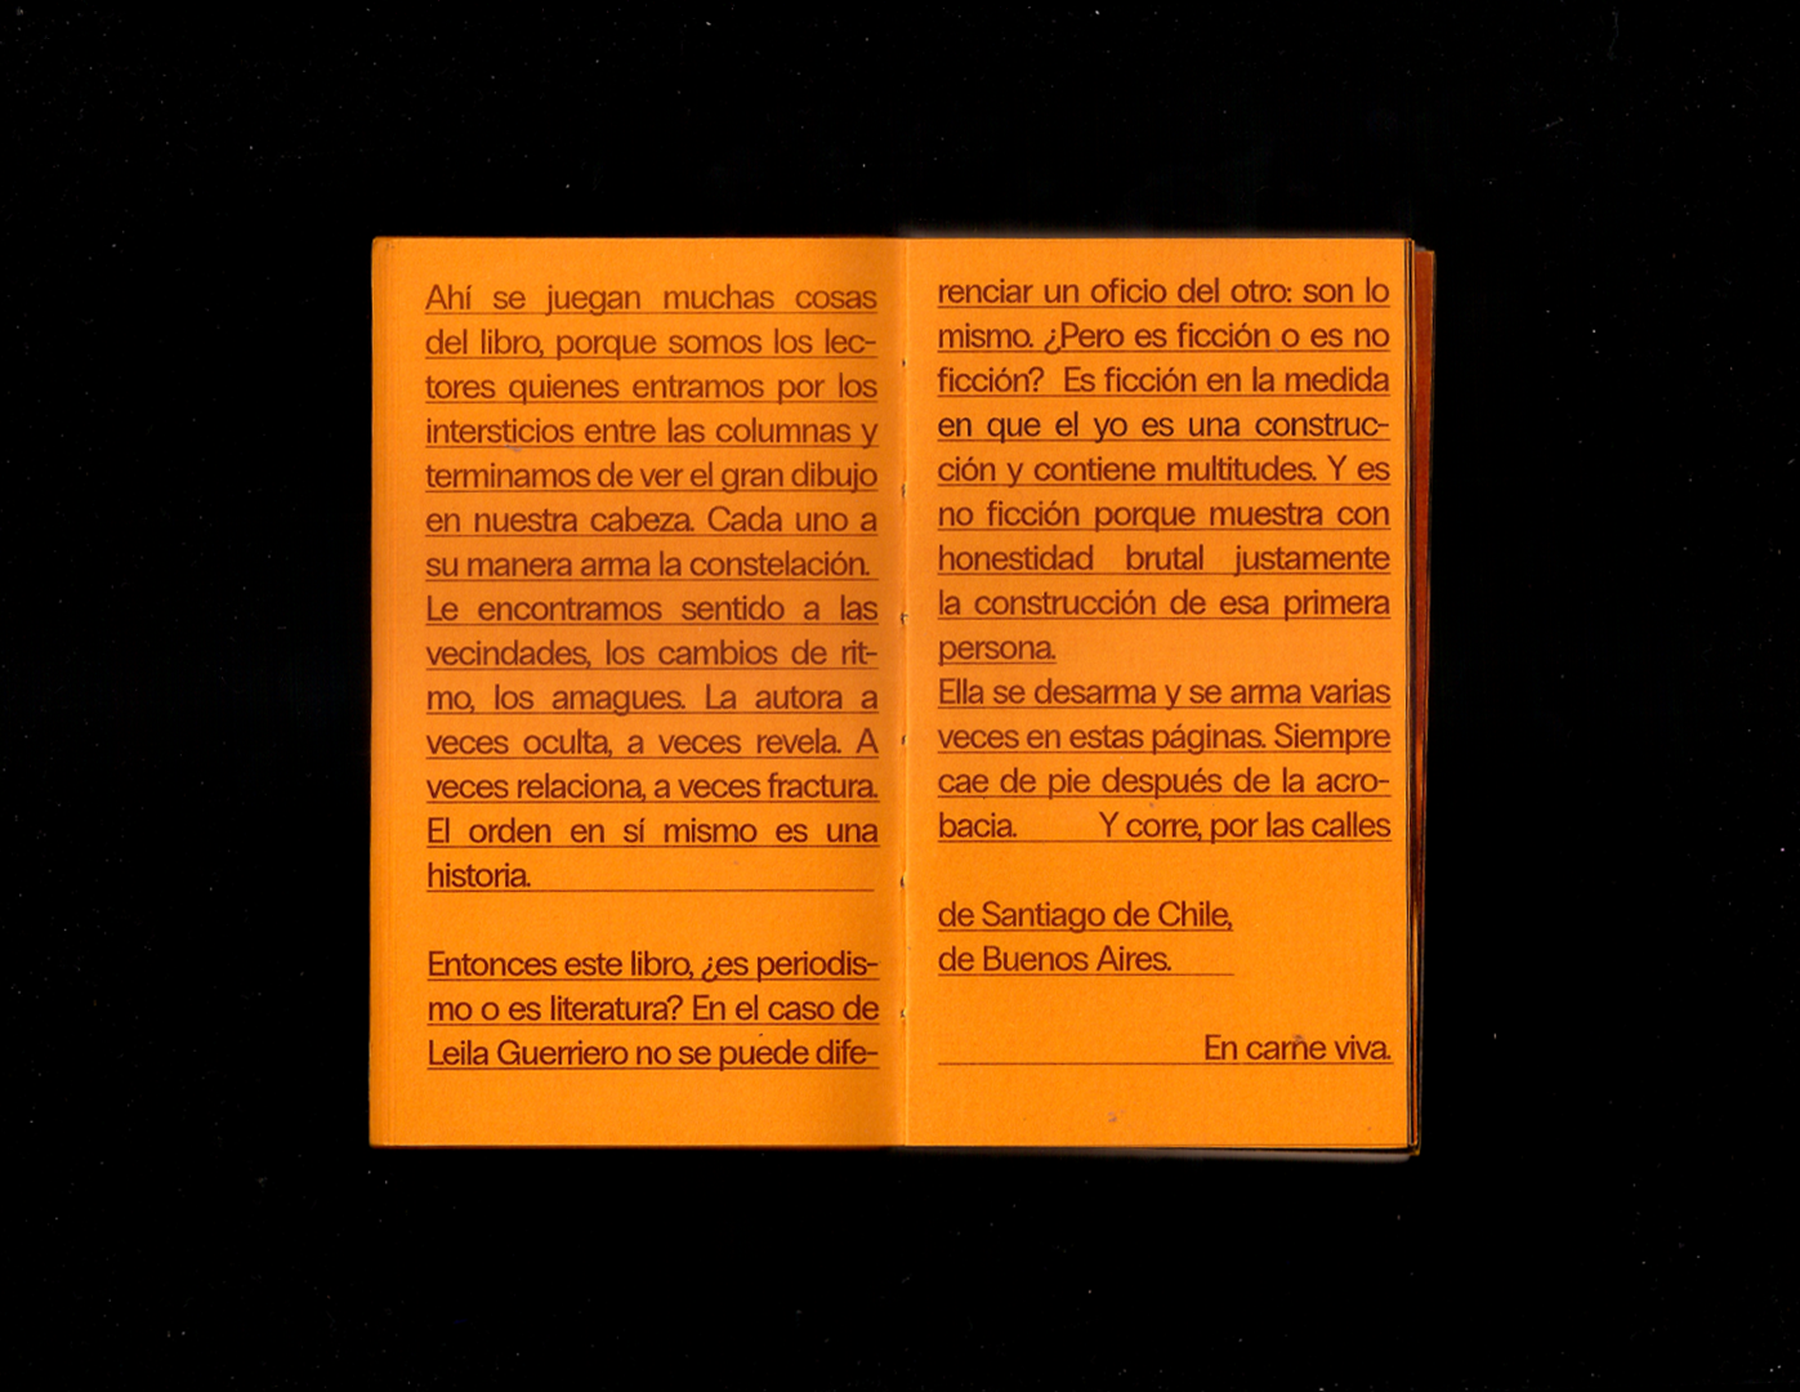 Ahí se juegan muchas cosas
del libro, porque somos los lec-
tores quienes entramos por los
intersticios entre las columnas y
terminamos de ver el gran dibujo
en nuestra cabeza. Cada uno a
su manera arma la constelación.
Le encontramos sentido a las
vecindades, los cambios de rit-
mo, los amagues. La autora a
veces oculta, a veces revela. A
veces relaciona, a veces fractura.
El orden en sí mismo es una
historia.
Entonces este libro, ¿es periodis-
mo o es literatura? En el caso de
Leila Guerriero no se puede dife-
renciar un oficio del otro: son lo
mismo. ¿Pero es ficción o es no
ficción? Es ficción en la medida
en que el yo es una construc-
ción y contiene multitudes. Y es
no ficción porque muestra con
honestidad brutal justamente
la construcción de esa primera
persona.
Ella se desarma y se arma varias
veces en estas páginas. Siempre
cae de pie después de la acro-
bacia. Y corre, por las calles
de Santiago de Chile,
de Buenos Aires.
En carne viva.